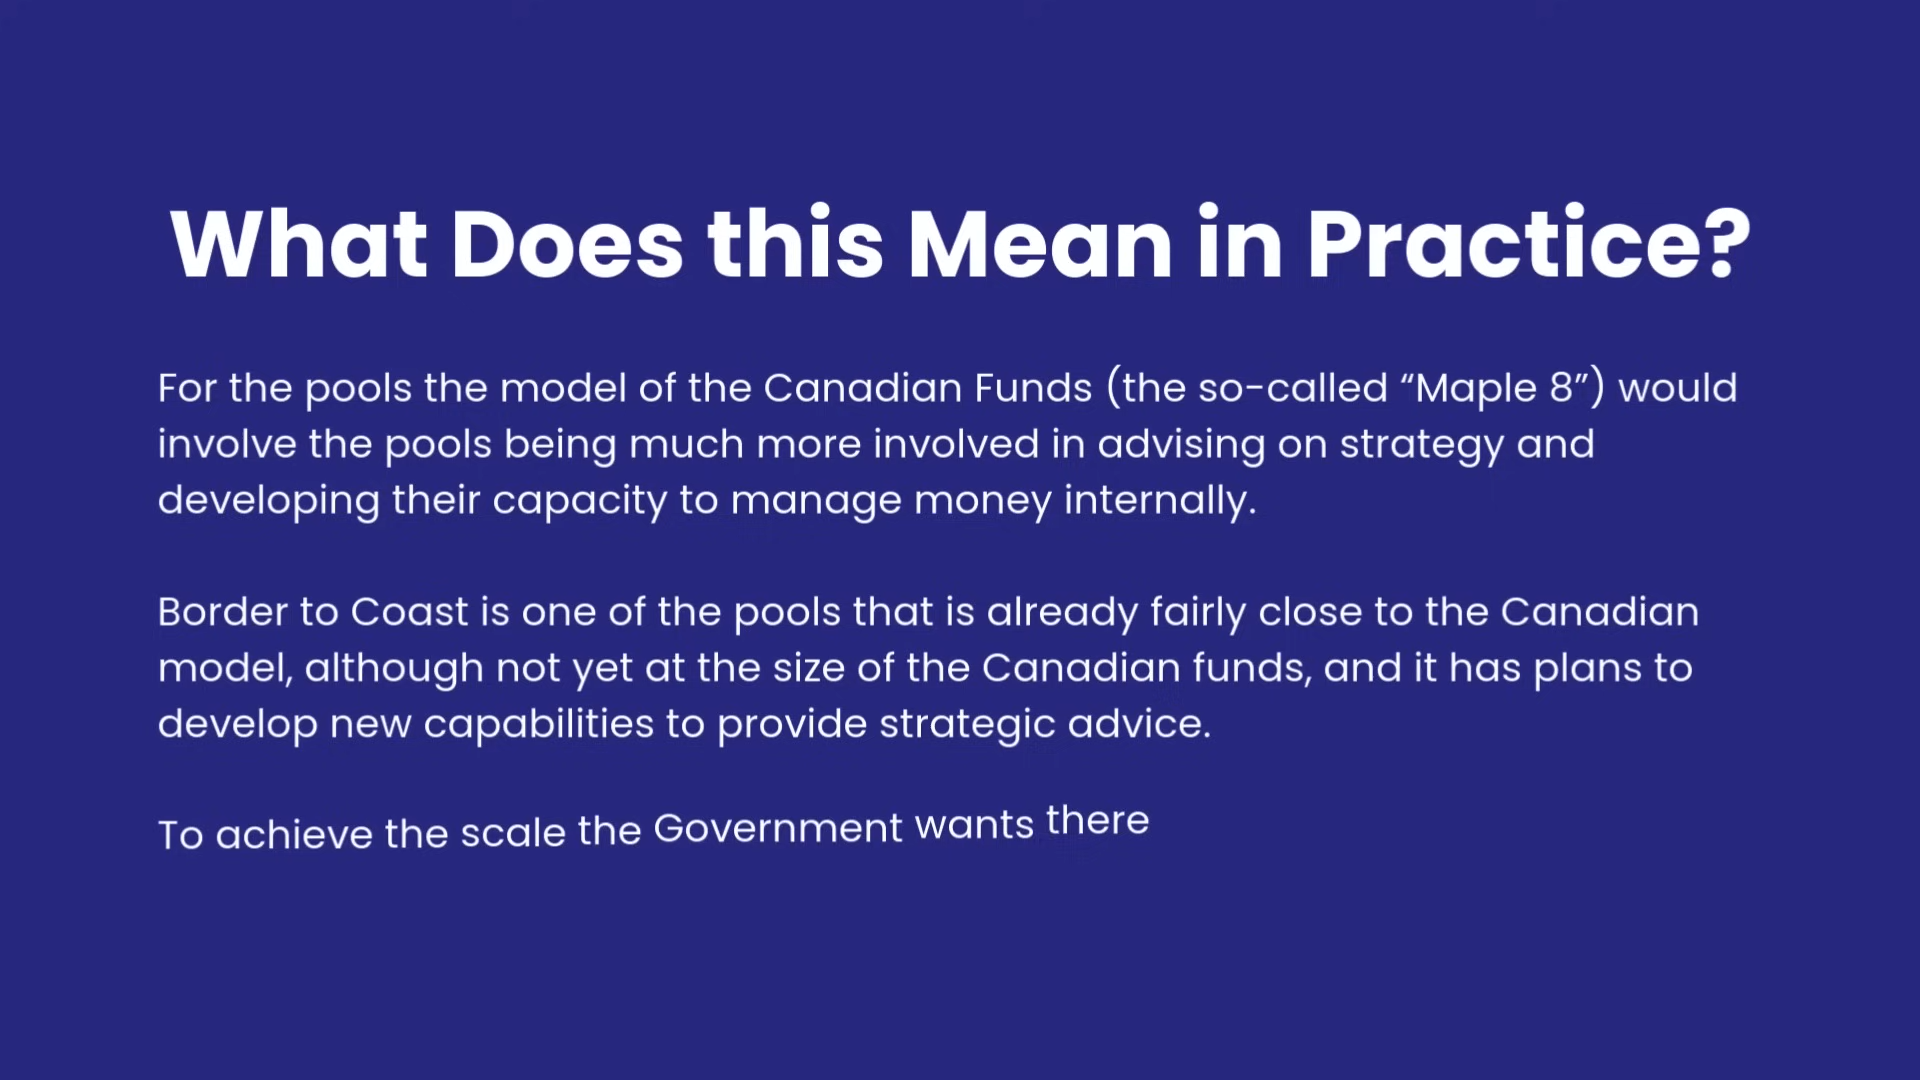 What Does this Mean in Practice?
For the pools the model of the Canadian Funds (the so-called “Maple 8”) would
involve the pools being much more involved in advising on strategy and
developing their capacity to manage money internally.
Border to Coast is one of the pools that is already fairly close to the Canadian
model, although not yet at the size of the Canadian funds, and it has plans to
develop new capabilities to provide strategic advice.
To achieve the scale the Government wants there